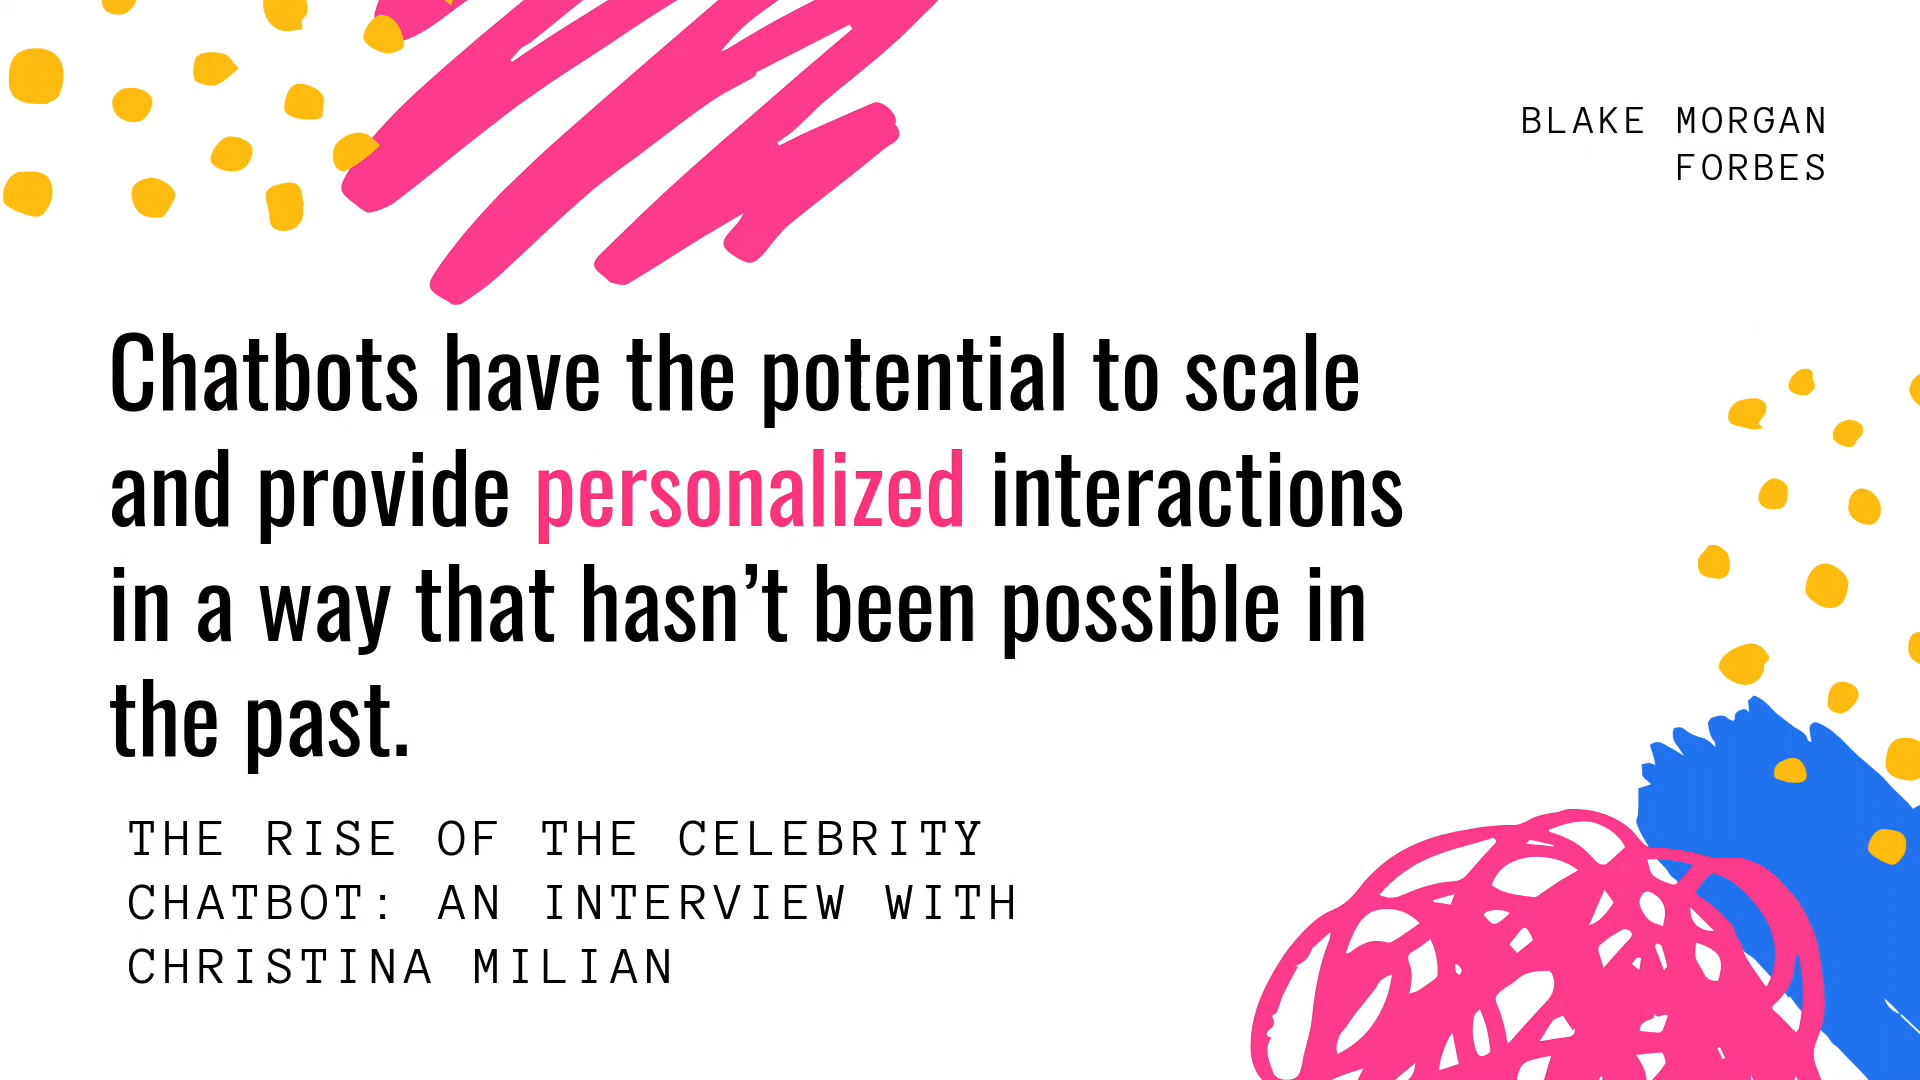 BLAKE MORGAN
FORBES
Chatbots have the potential to scale
and provide personalized interactions
in a way that hasn’t been possible in
the past.
THE RISE OF THE CELEBRITY
CHATBOT: AN INTERVIEW WITH
CHRISTINA MILIAN